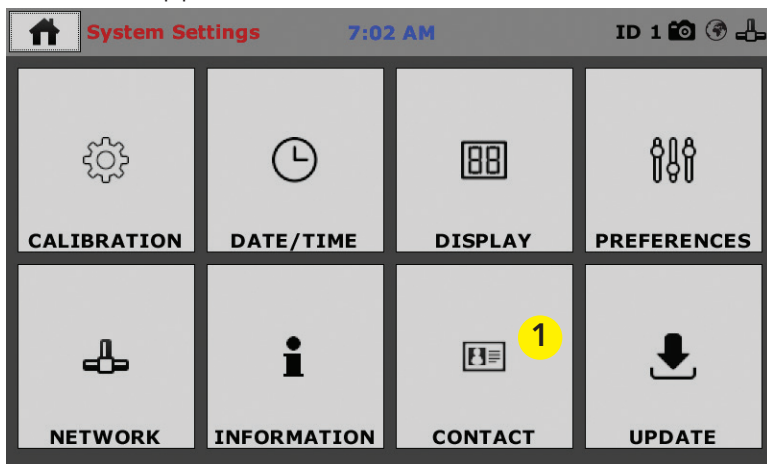 System Settings 7:02 AM ID 1
CALIBRATION DATE/TIME DISPLAY PREFERENCES
1
NETWORK INFORMATION CONTACT UPDATE